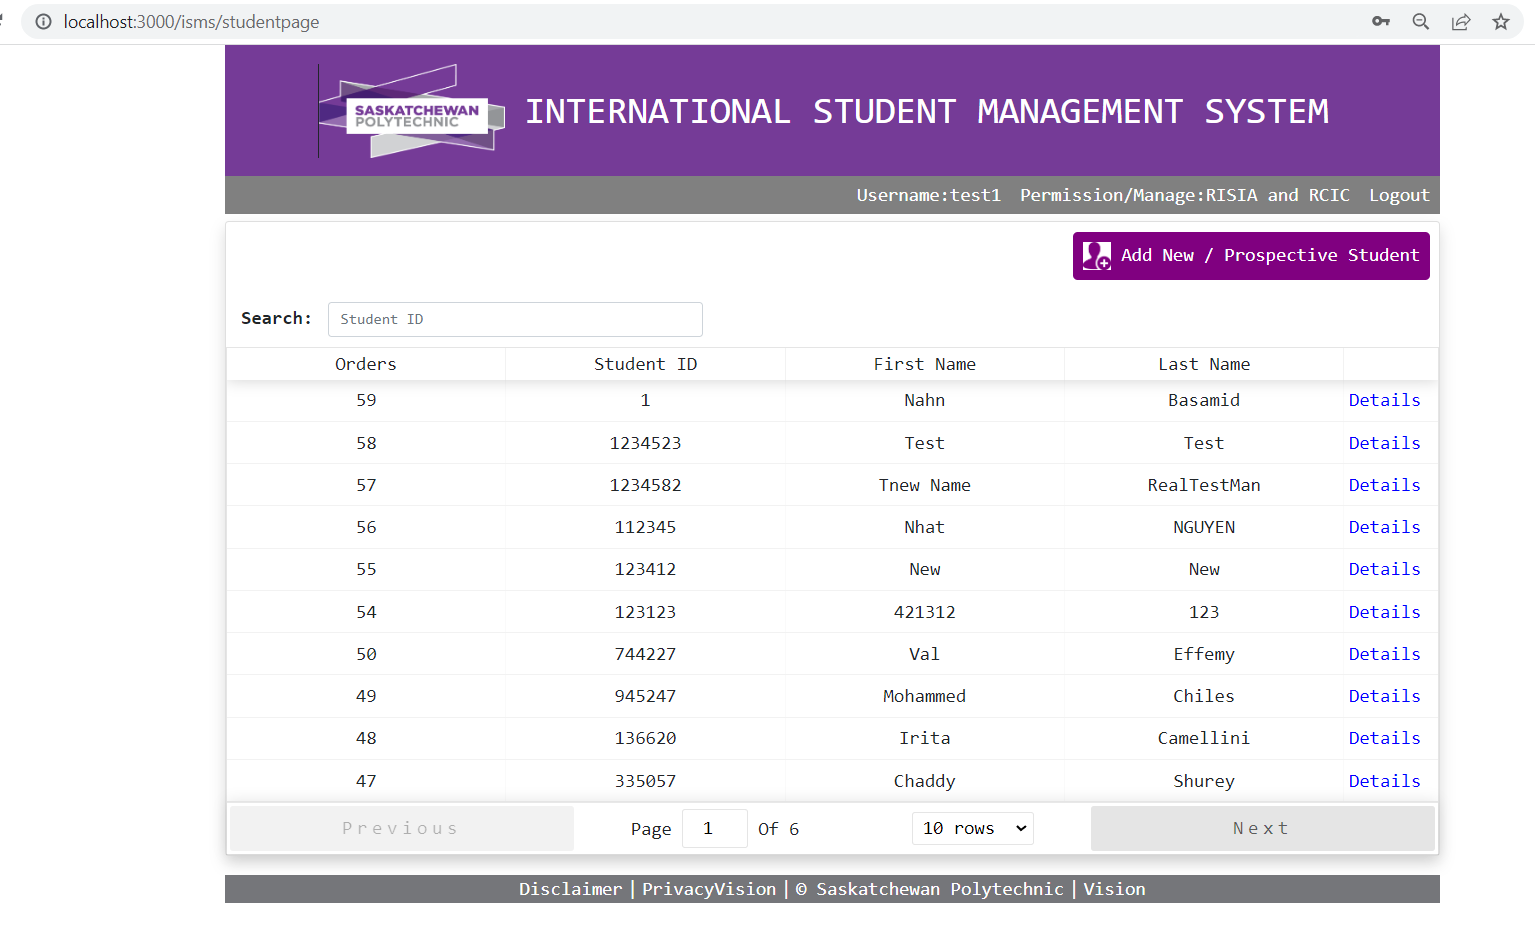 localhost:3000/isms/studentpage
SASKATCHEWAN
POLYTECHNIC
INTERNATIONAL STUDENT MANAGEMENT SYSTEM
Username:test1 Permission/Manage:RISIA and RCIC Logout
Add New / Prospective Student
Search: Student ID
Orders Student ID First Name Last Name
59 1 Nahn Basamid Details
58 1234523 Test Test Details
57 1234582 Tnew Name RealTestMan Details
56 112345 Nhat NGUYEN Details
55 123412 New New Details
54 123123 421312 123 Details
50 744227 Val Effemy Details
49 945247 Mohammed Chiles Details
48 136620 Irita Camellini Details
47 335057 Chaddy Shurey Details
Previous Page 1 Of 6 10 rows Next
Disclaimer | PrivacyVision | © Saskatchewan Polytechnic | Vision